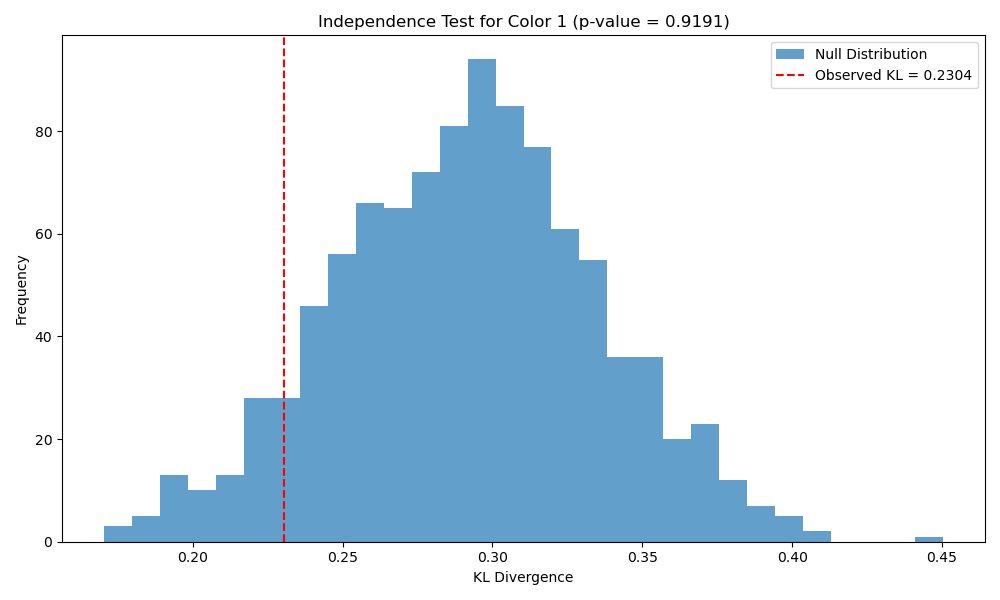 Independence Test for Color 1 (p-value = 0.9191)
Null Distribution
Observed KL = 0.2304
Frequency
80
60
40
20
0
0.20 0.25 0.30 0.35 0.40 0.45
KL Divergence